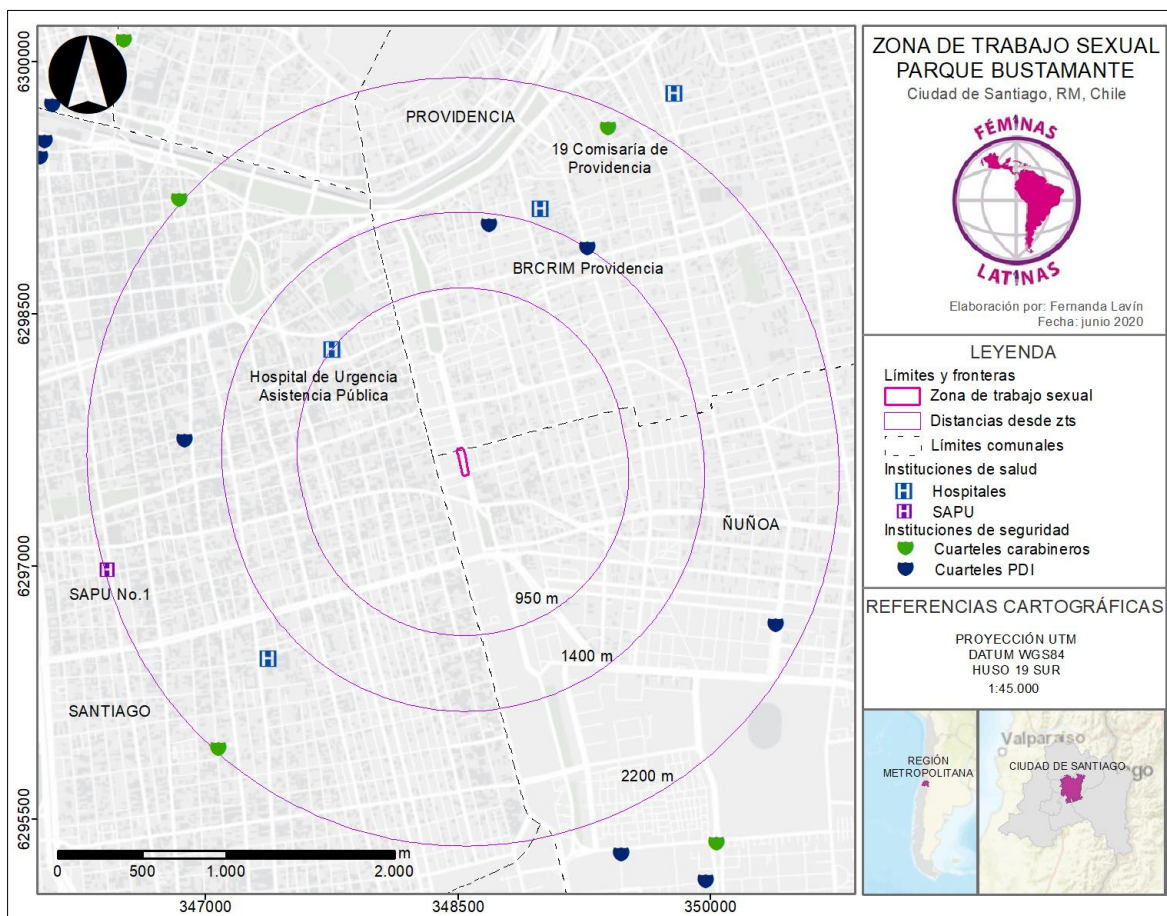 6300000
6298500
6297000
6295500
347000
348500
350000
PROVIDENCIA
19 Comisaría de
Providencia
BRCRIM Providencia
Hospital de Urgencia
Asistencia Pública
ÑUÑOA
SAPU No.1
SANTIAGO
950 m
1400 m
2200 m
0
500
1.000
2.000
m
ZONA DE TRABAJO SEXUAL
PARQUE BUSTAMANTE
Ciudad de Santiago, RM, Chile
FÉMINAS
LATINAS
Elaboración por: Fernanda Lavín
Fecha: junio 2020
LEYENDA
Límites y fronteras
Zona de trabajo sexual
Distancias desde zts
Límites comunales
Instituciones de salud
H Hospitales
H SAPU
Instituciones de seguridad
Cuarteles carabineros
Cuarteles PDI
REFERENCIAS CARTOGRÁFICAS
PROYECCIÓN UTM
DATUM WGS84
HUSO 19 SUR
1:45.000
REGIÓN
METROPOLITANA
Valparaíso
CIUDAD DE SANTIAGO